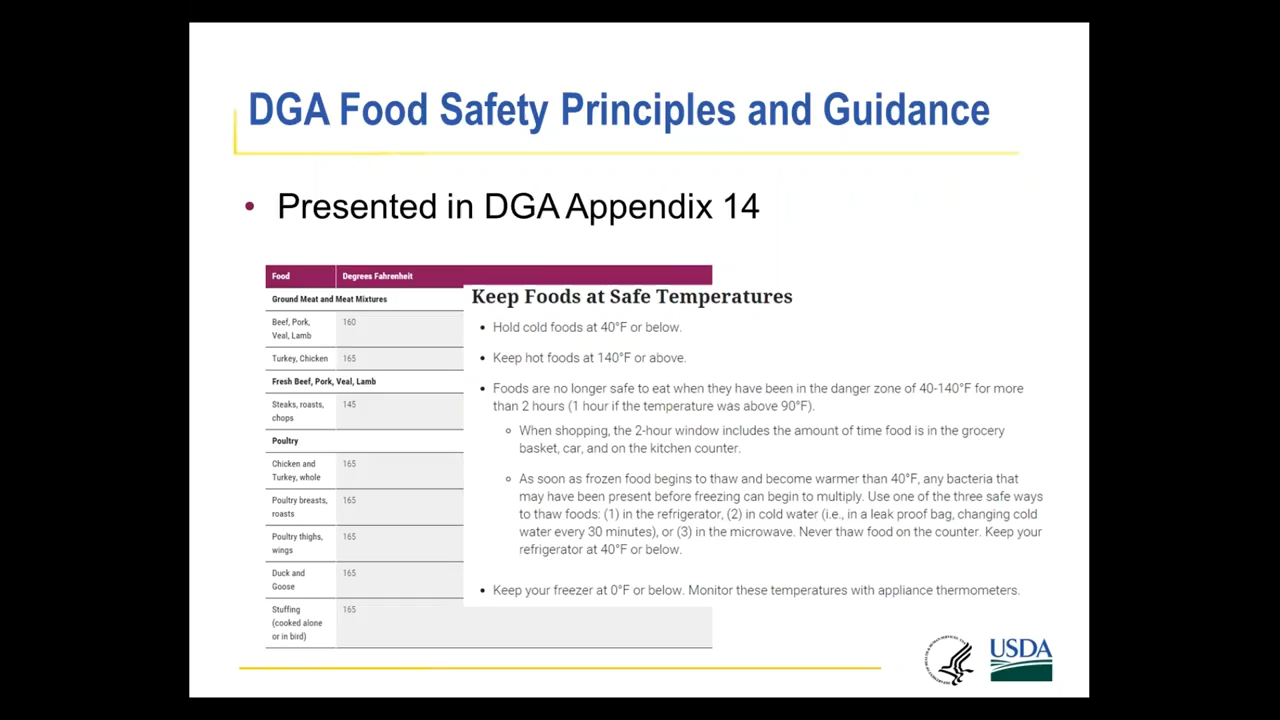 DGA Food Safety Principles and Guidance
• Presented in DGA Appendix 14
Food Degrees Fahrenheit
Ground Meat and Meat Mixtures
Beef, Pork,
Veal, Lamb
160
Turkey, Chicken 165
Fresh Beef, Pork, Veal, Lamb
Steaks, roasts,
chops
145
Poultry
Chicken and
Turkey, whole
165
Poultry breasts,
roasts
165
Poultry thighs,
wings
165
Duck and
Goose
165
Stuffing
(cooked alone
or in bird)
165
Keep Foods at Safe Temperatures
• Hold cold foods at 40°F or below.
• Keep hot foods at 140°F or above.
• Foods are no longer safe to eat when they have been in the danger zone of 40-140°F for more
than 2 hours (1 hour if the temperature was above 90°F).
◦ When shopping, the 2-hour window includes the amount of time food is in the grocery
basket, car, and on the kitchen counter.
◦ As soon as frozen food begins to thaw and become warmer than 40°F, any bacteria that
may have been present before freezing can begin to multiply. Use one of the three safe ways
to thaw foods: (1) in the refrigerator, (2) in cold water (i.e., in a leak proof bag, changing cold
water every 30 minutes), or (3) in the microwave. Never thaw food on the counter. Keep your
refrigerator at 40°F or below.
• Keep your freezer at 0°F or below. Monitor these temperatures with appliance thermometers.
USDA